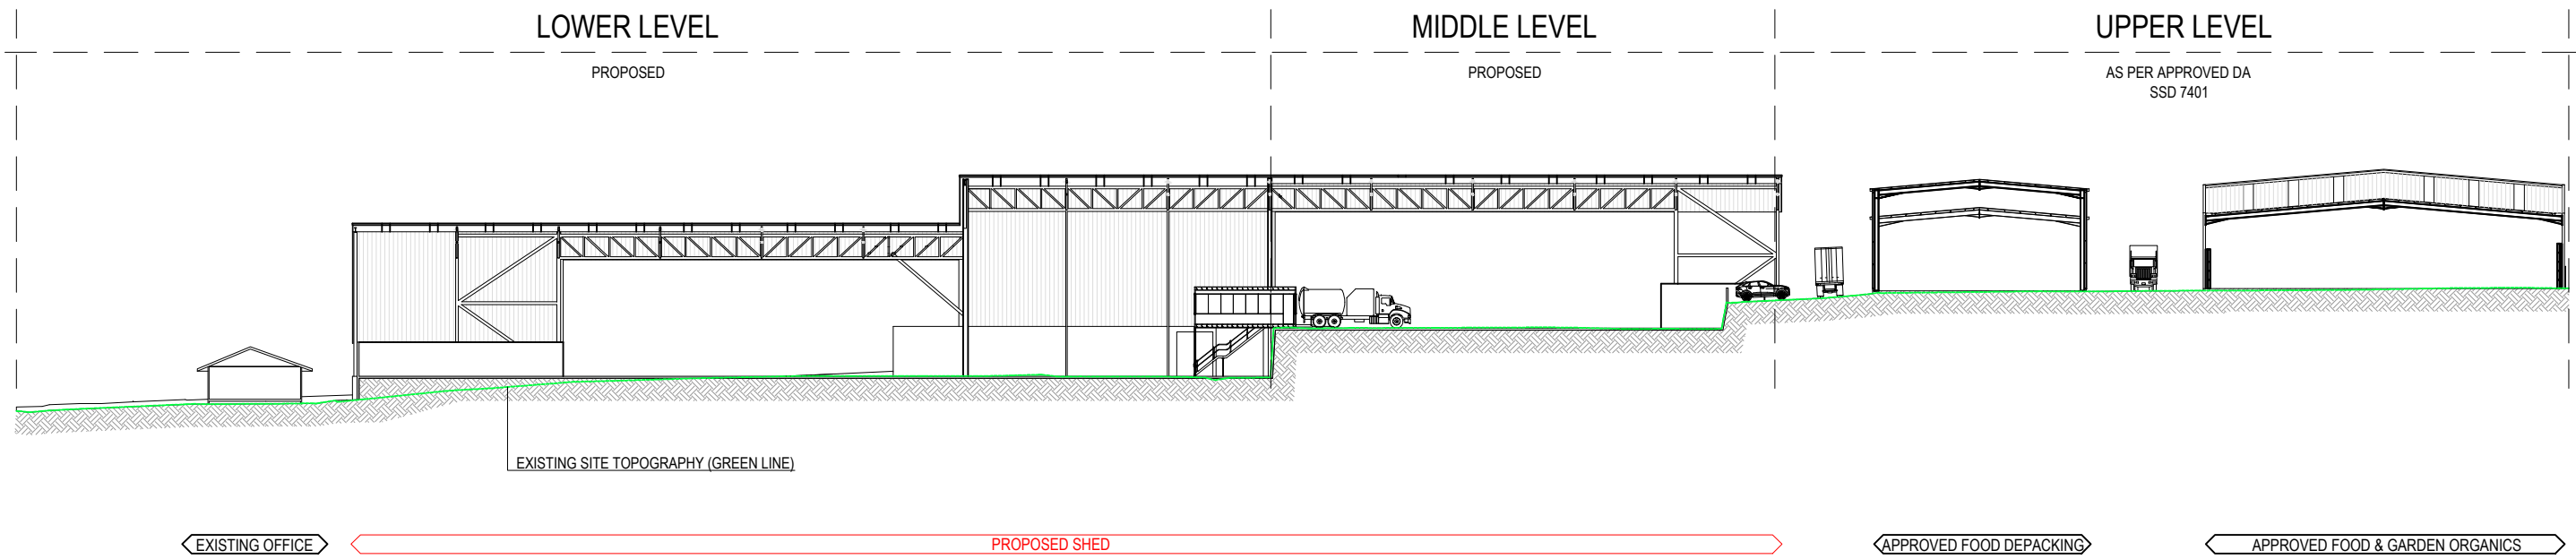 LOWER LEVEL
MIDDLE LEVEL
UPPER LEVEL
PROPOSED
PROPOSED
AS PER APPROVED DA
SSD 7401
EXISTING SITE TOPOGRAPHY (GREEN LINE)
EXISTING OFFICE
PROPOSED SHED
APPROVED FOOD DEPACKING
APPROVED FOOD & GARDEN ORGANICS